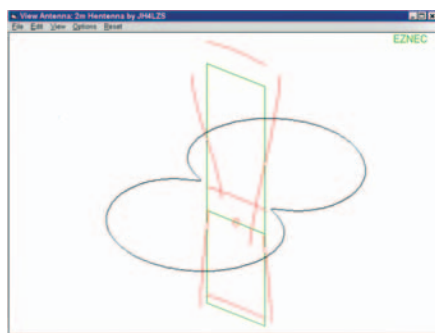 View Antenna: 2m Hentenna by JH4LZS
File Edit View Options Reset
EZNEC